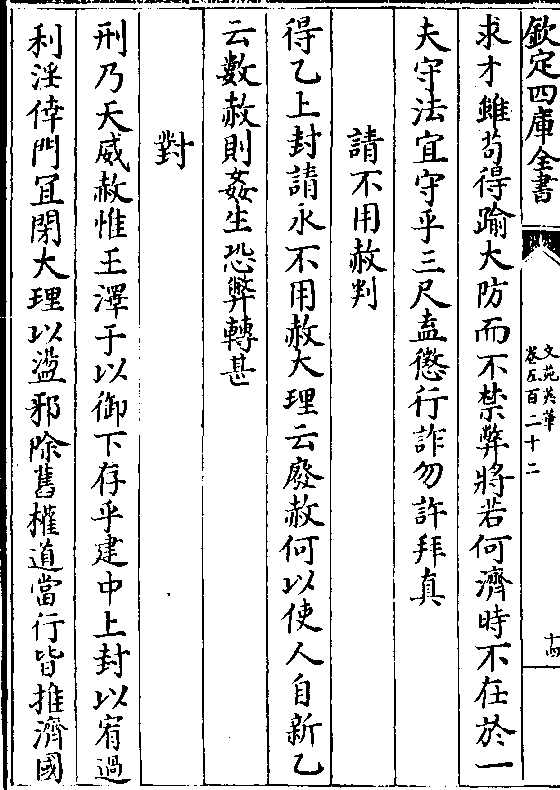 欽定四庫全書
文苑英華
卷五百二十二
十四
求才雖苟得踰大防而不禁弊將若何濟時不在於一
夫守法宜守乎三尺盍懲行詐勿許拜真
請不用赦判
得乙上封請永不用赦大理云廢赦何以使人自新乙
云數赦則姦生恐弊轉甚
對
刑乃天威赦惟王澤于以御下存乎建中上封以宥過
利淫倖門宜閉大理以盪邪除舊權道當行皆推濟國